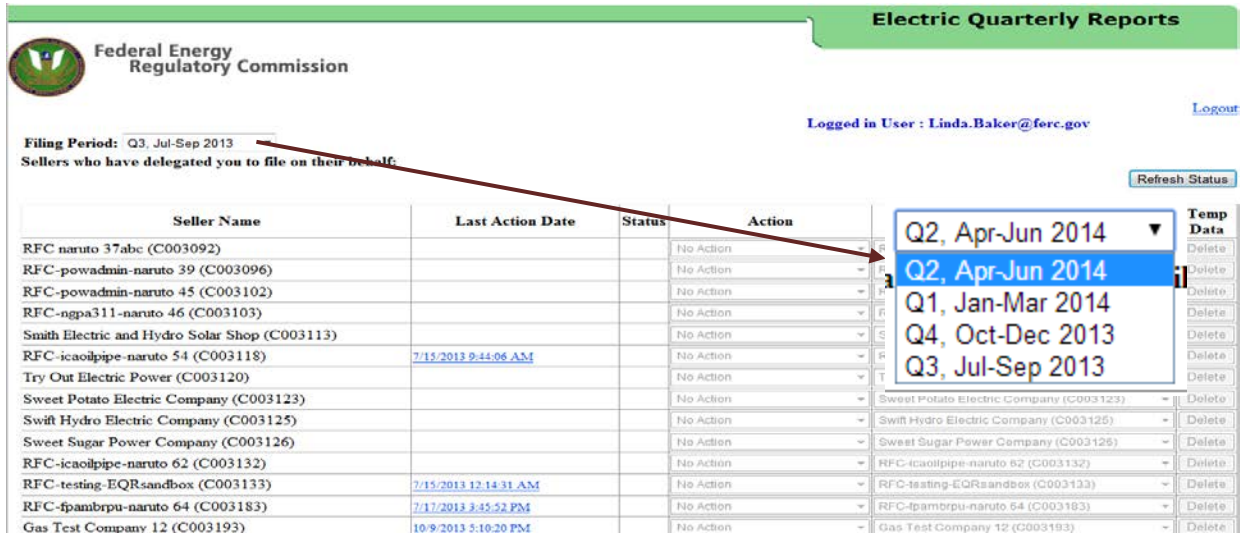 Electric Quarterly Reports
Federal Energy
Regulatory Commission
Logout
Logged in User : Linda.Baker@ferc.gov
Filing Period: Q3, Jul-Sep 2013
Sellers who have delegated you to file on their behalf:
Refresh Status
Seller Name Last Action Date Status Action Temp Data
Q2, Apr-Jun 2014
Q2, Apr-Jun 2014
Q1, Jan-Mar 2014
Q4, Oct-Dec 2013
Q3, Jul-Sep 2013
RFC naruto 37abc (C003092) No Action Delete
RFC-powadmin-naruto 39 (C003096) No Action Delete
RFC-powadmin-naruto 45 (C003102) No Action Delete
RFC-ngpa311-naruto 46 (C003103) No Action Delete
Smith Electric and Hydro Solar Shop (C003113) No Action Delete
RFC-icaoilpipe-naruto 54 (C003118) 7/15/2013 9:44:06 AM No Action Delete
Try Out Electric Power (C003120) No Action Delete
Sweet Potato Electric Company (C003123) No Action Sweet Potato Electric Company (C003123) Delete
Swift Hydro Electric Company (C003125) No Action Swift Hydro Electric Company (C003125) Delete
Sweet Sugar Power Company (C003126) No Action Sweet Sugar Power Company (C003126) Delete
RFC-icaoilpipe-naruto 62 (C003132) No Action RFC-icaoilpipe-naruto 62 (C003132) Delete
RFC-testing-EQRsandbox (C003133) 7/15/2013 12:14:31 AM No Action RFC-testing-EQRsandbox (C003133) Delete
RFC-fpambrpu-naruto 64 (C003183) 7/17/2013 3:45:52 PM No Action RFC-fpambrpu-naruto 64 (C003183) Delete
Gas Test Company 12 (C003193) 10/9/2013 5:10:20 PM No Action Gas Test Company 12 (C003193) Delete